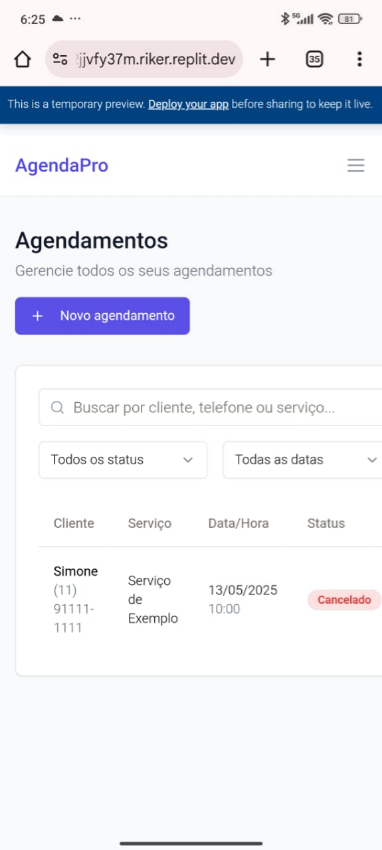 6:25
5G
81
jjvfy37m.riker.replit.dev
35
This is a temporary preview. Deploy your app before sharing to keep it live.
AgendaPro
Agendamentos
Gerencie todos os seus agendamentos
+ Novo agendamento
Buscar por cliente, telefone ou serviço...
Todos os status
Todas as datas
Cliente Serviço Data/Hora Status
Simone
(11)
91111-
1111
Serviço
de
Exemplo
13/05/2025
10:00
Cancelado